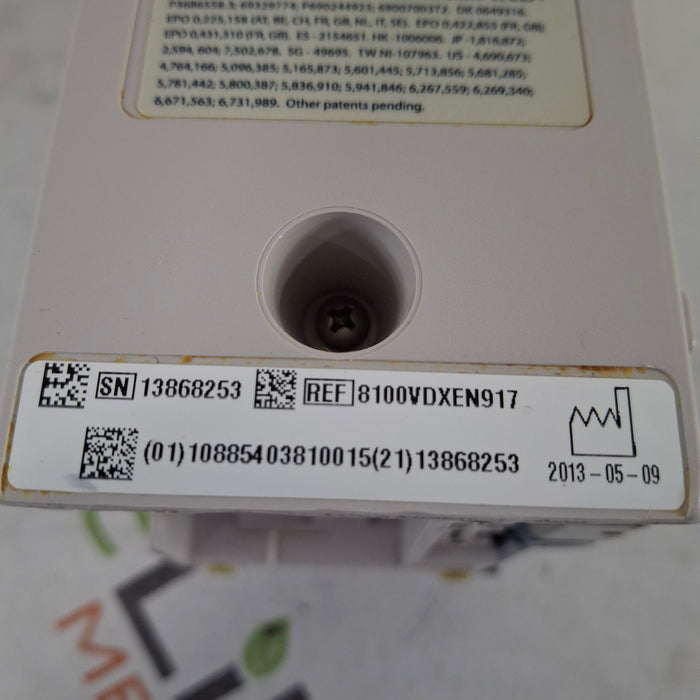 EPO 0,225,158 (AT, BE, CH, FR, GB, NL, IT, SE). EPO 0,422,855 (FR, GB);
EPO 0,431,310 (FR, GB). ES - 2154651. HK - 1006006. JP - 1,816,872;
2,594,604; 7,502,678. SG - 49695. TW NI-107963. US - 4,690,673;
4,764,166; 5,096,385; 5,165,873; 5,601,445; 5,713,856; 5,681,285;
5,781,442; 5,800,387; 5,836,910; 5,941,846; 6,267,559; 6,269,340;
6,671,563; 6,731,989. Other patents pending.
SN 13868253 REF 8100VDXEN917
(01)10885403810015(21)13868253 2013-05-09